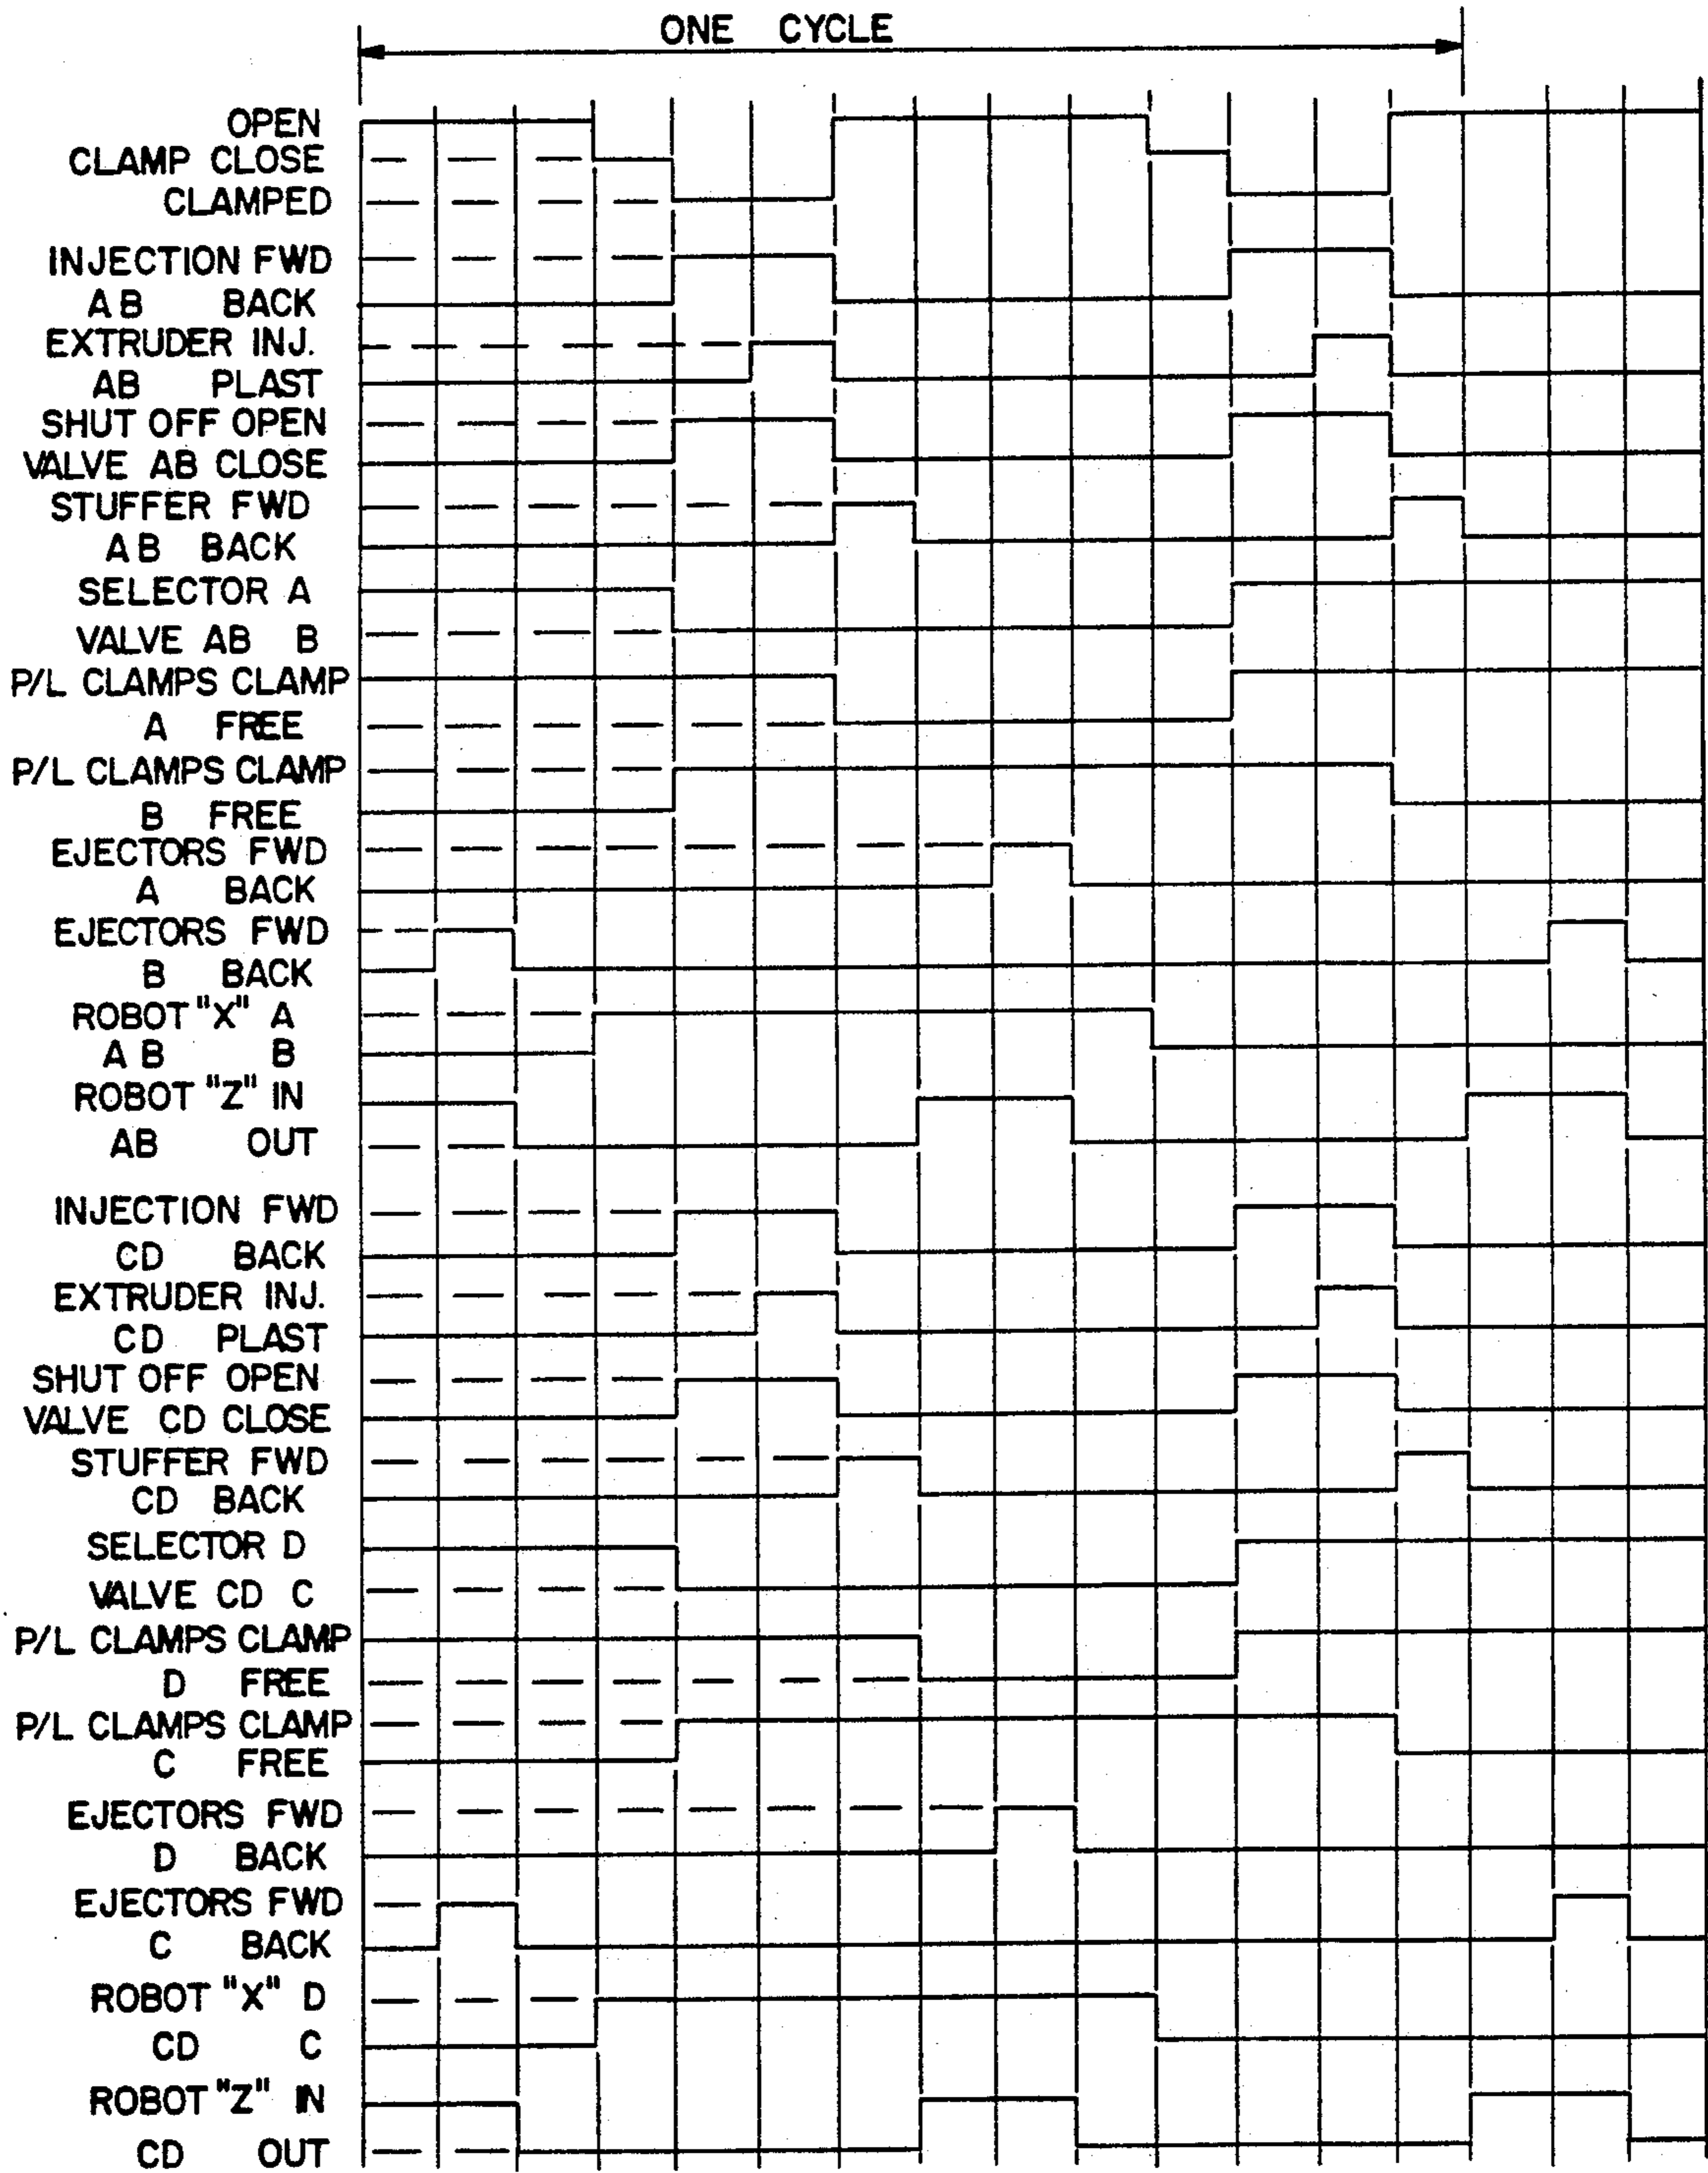 ONE CYCLE
OPEN
CLAMP CLOSE
CLAMPED
INJECTION FWD
AB BACK
EXTRUDER INJ.
AB PLAST
SHUT OFF OPEN
VALVE AB CLOSE
STUFFER FWD
AB BACK
SELECTOR A
VALVE AB B
P/L CLAMPS CLAMP
A FREE
P/L CLAMPS CLAMP
B FREE
EJECTORS FWD
A BACK
EJECTORS FWD
B BACK
ROBOT "X" A
AB B
ROBOT "Z" IN
AB OUT
INJECTION FWD
CD BACK
EXTRUDER INJ.
CD PLAST
SHUT OFF OPEN
VALVE CD CLOSE
STUFFER FWD
CD BACK
SELECTOR D
VALVE CD C
P/L CLAMPS CLAMP
D FREE
P/L CLAMPS CLAMP
C FREE
EJECTORS FWD
D BACK
EJECTORS FWD
C BACK
ROBOT "X" D
CD C
ROBOT "Z" IN
CD OUT